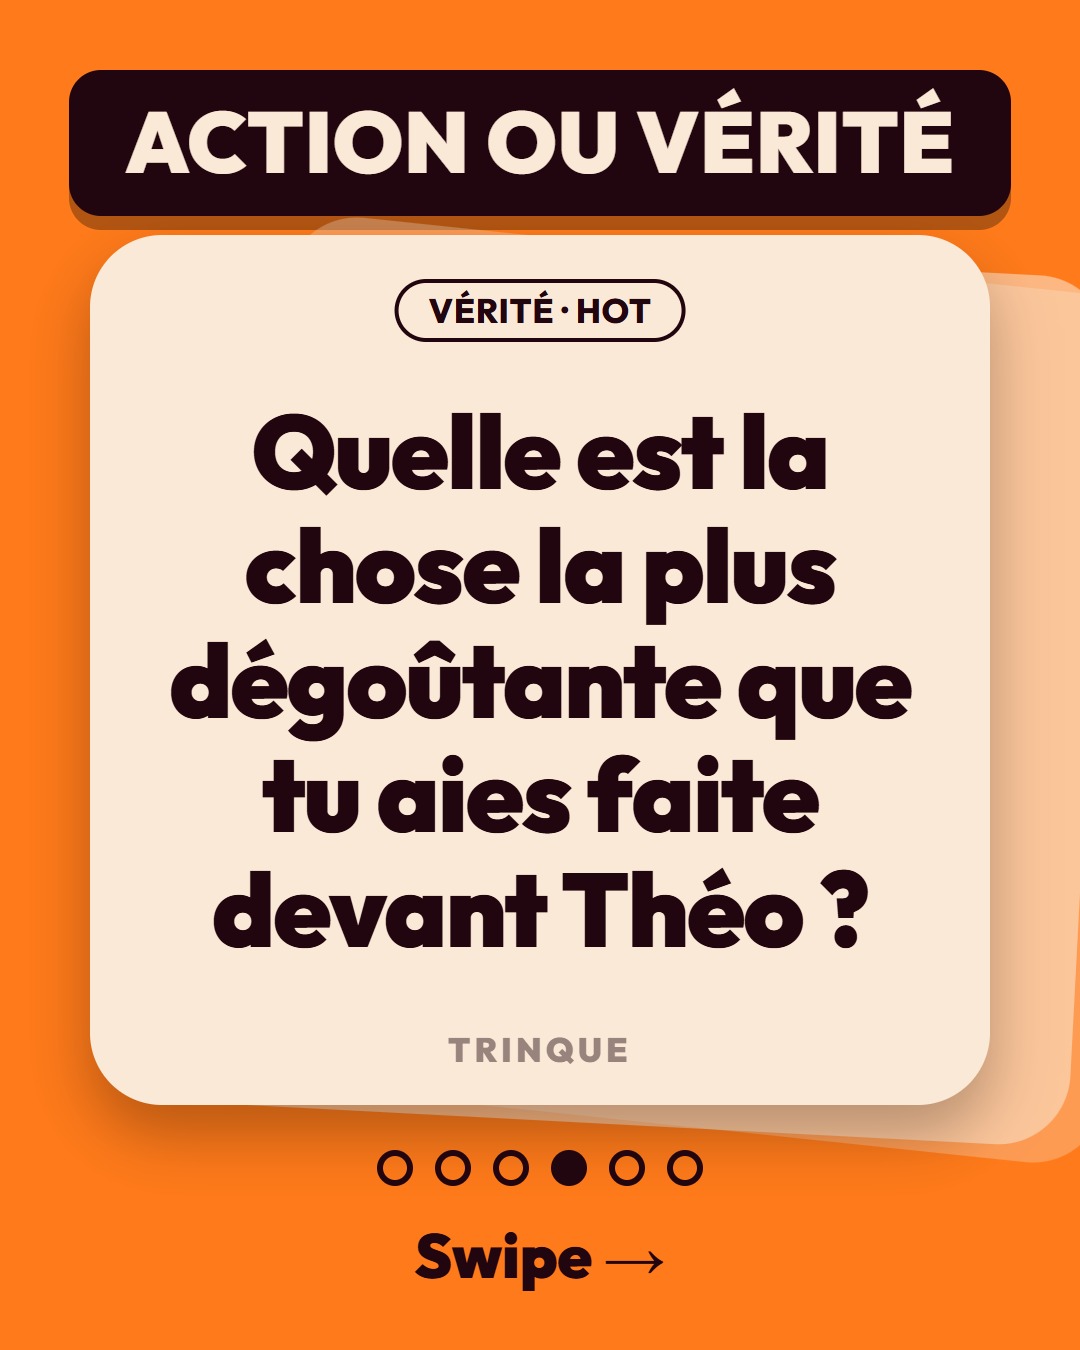 ACTION OU VÉRITÉ
VÉRITÉ · HOT
Quelle est la
chose la plus
dégoûtante que
tu aies faite
devant Théo ?
TRINQUE
Swipe →